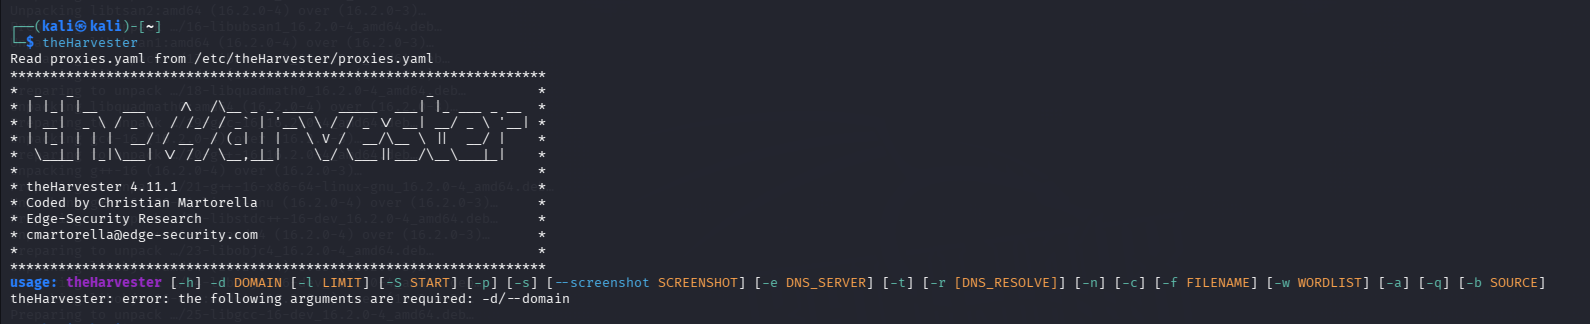 ┌──(kali㉿kali)-[~]
└─$ theHarvester
Read proxies.yaml from /etc/theHarvester/proxies.yaml
*******************************************************************
*                                                                 *
* theHarvester 4.11.1                                             *
* Coded by Christian Martorella                                   *
* Edge-Security Research                                          *
* cmartorella@edge-security.com                                   *
*                                                                 *
*******************************************************************
usage: theHarvester [-h] -d DOMAIN [-l LIMIT] [-S START] [-p] [-s] [--screenshot SCREENSHOT] [-e DNS_SERVER] [-t] [-r [DNS_RESOLVE]] [-n] [-c] [-f FILENAME] [-w WORDLIST] [-a] [-q] [-b SOURCE]
theHarvester: error: the following arguments are required: -d/--domain